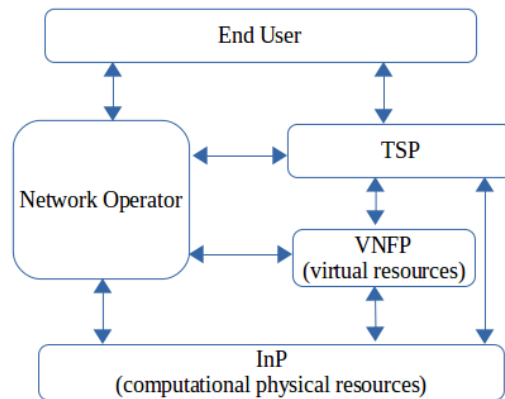 End User
TSP
Network Operator
VNFP
(virtual resources)
InP
(computational physical resources)